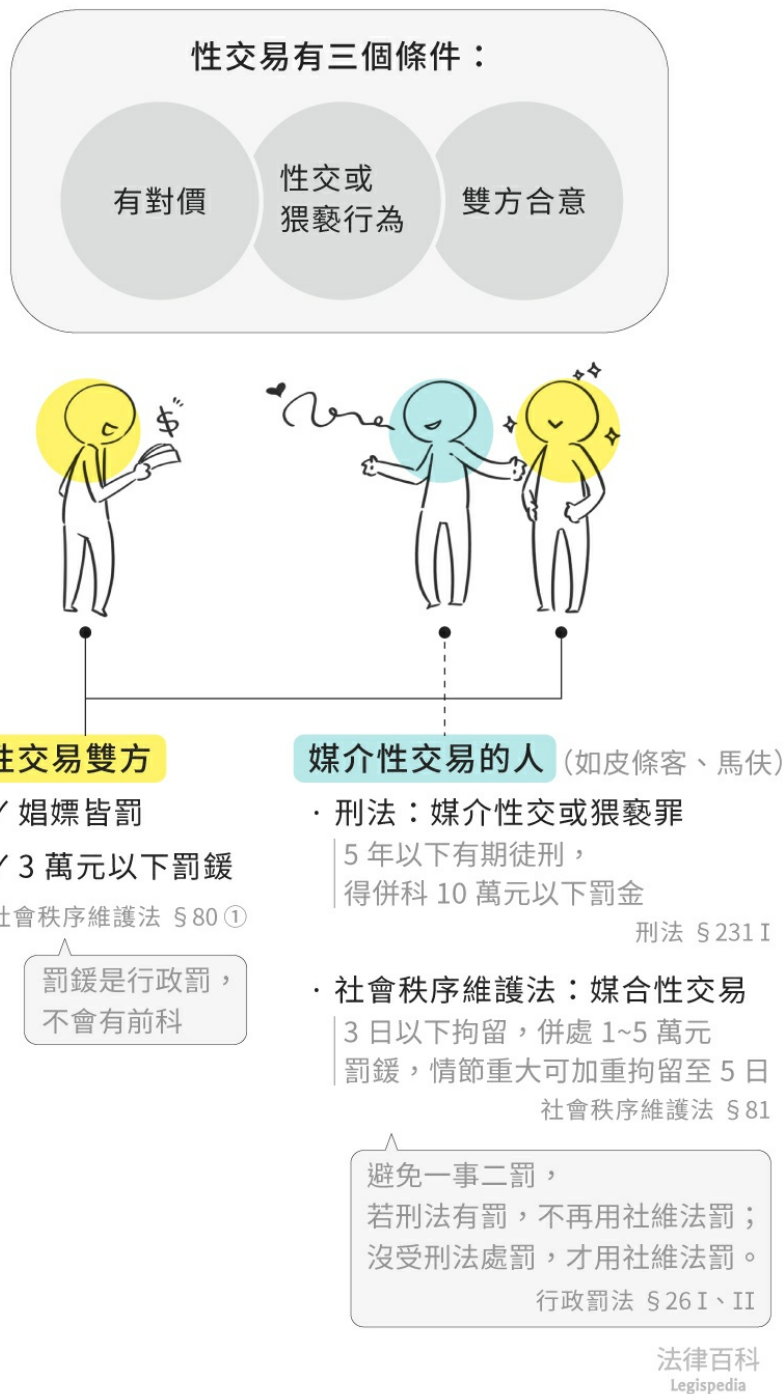 性交易有三個條件：
有對價
性交或
猥褻行為
雙方合意
$
性交易雙方
娼嫖皆罰
3 萬元以下罰鍰
社會秩序維護法 §80①
罰鍰是行政罰，
不會有前科
媒介性交易的人（如皮條客、馬伕）
· 刑法：媒介性交或猥褻罪
5 年以下有期徒刑，
得併科 10 萬元以下罰金
刑法 §231 I
· 社會秩序維護法：媒合性交易
3 日以下拘留，併處 1~5 萬元
罰鍰，情節重大可加重拘留至 5 日
社會秩序維護法 §81
避免一事二罰，
若刑法有罰，不再用社維法罰；
沒受刑法處罰，才用社維法罰。
行政罰法 §26 I、II
法律百科
Legispedia